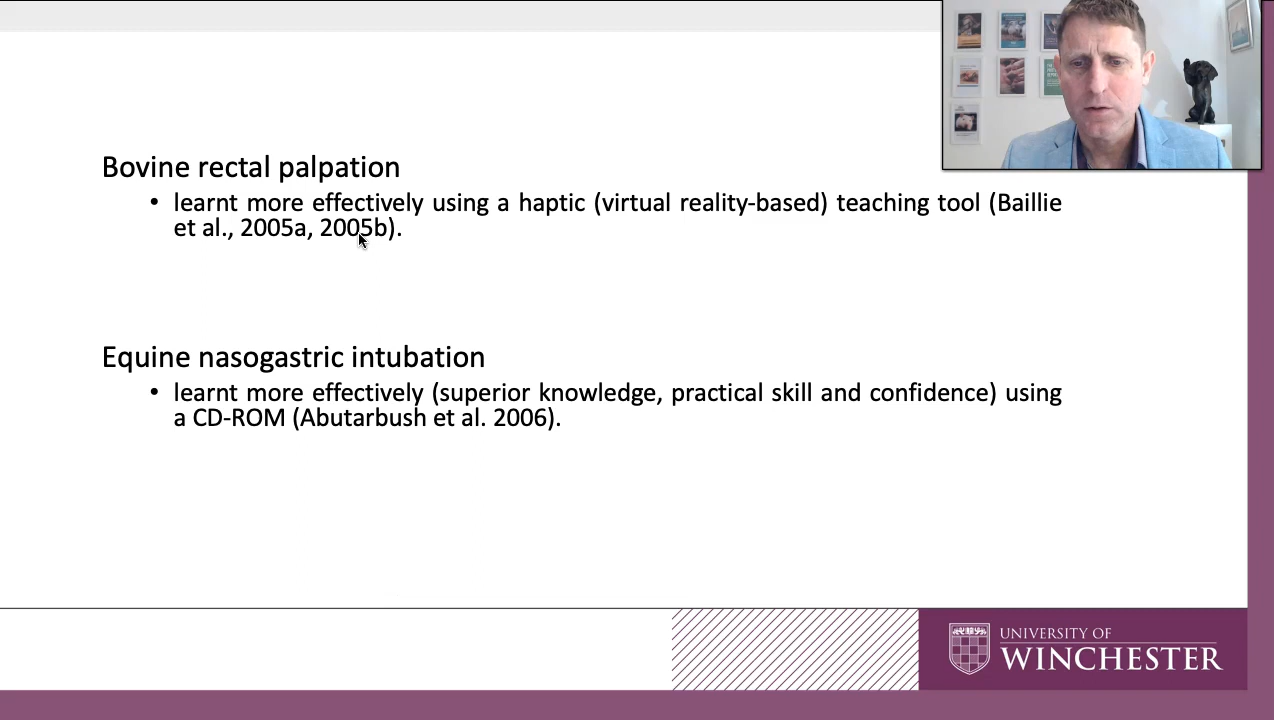 Bovine rectal palpation
• learnt more effectively using a haptic (virtual reality-based) teaching tool (Baillie
et al., 2005a, 2005b).
Equine nasogastric intubation
• learnt more effectively (superior knowledge, practical skill and confidence) using
a CD-ROM (Abutarbush et al. 2006).
UNIVERSITY OF
WINCHESTER